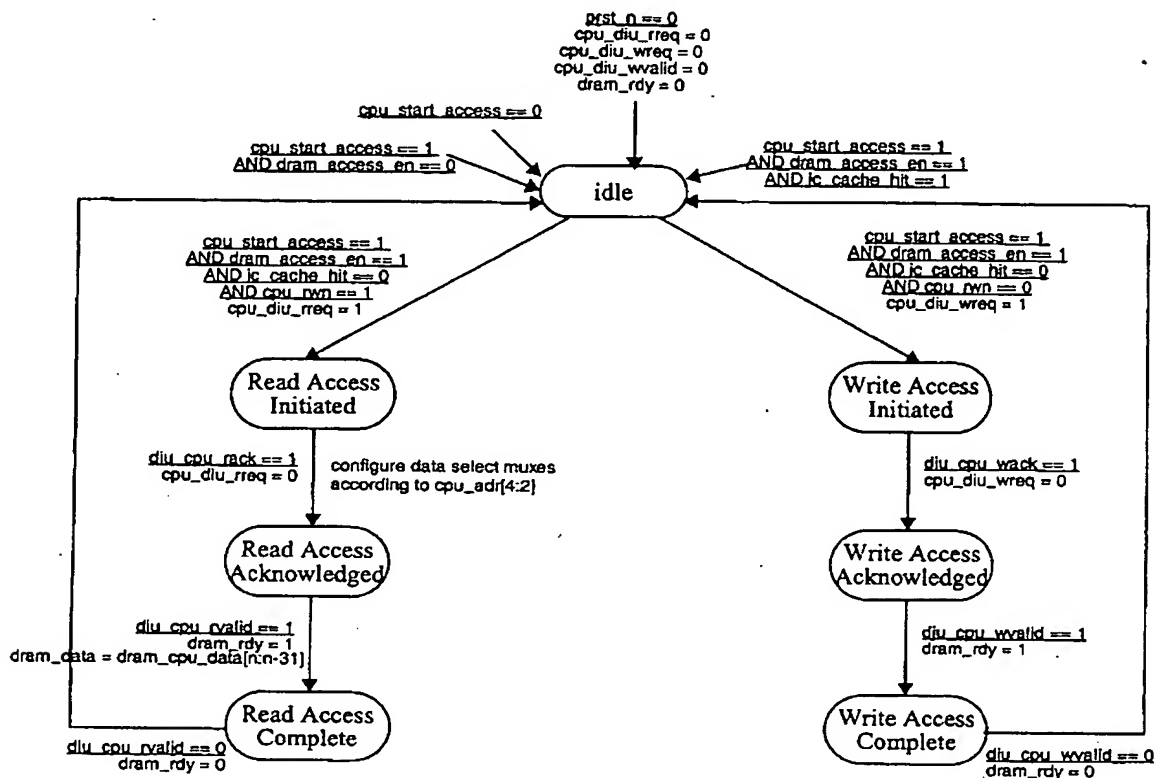 prst_n == 0
cpu_diu_rreq = 0
cpu_diu_wreq = 0
cpu_diu_wvalid = 0
dram_rdy = 0
cpu_start_access == 0
cpu_start_access == 1
AND dram_access_en == 0
cpu_start_access == 1
AND dram_access_en == 1
AND ic_cache_hit == 1
idle
cpu_start_access == 1
AND dram_access_en == 1
AND ic_cache_hit == 0
AND cpu_rwn == 1
cpu_diu_rreq = 1
cpu_start_access == 1
AND dram_access_en == 1
AND ic_cache_hit == 0
AND cpu_rwn == 0
cpu_diu_wreq = 1
Read Access
Initiated
Write Access
Initiated
diu_cpu_rack == 1
cpu_diu_rreq = 0
configure data select muxes
according to cpu_adr[4:2]
diu_cpu_wack == 1
cpu_diu_wreq = 0
Read Access
Acknowledged
Write Access
Acknowledged
diu_cpu_rvalid == 1
dram_rdy = 1
dram_data = dram_cpu_data[n:n-31]
diu_cpu_wvalid == 1
dram_rdy = 1
Read Access
Complete
Write Access
Complete
diu_cpu_rvalid == 0
dram_rdy = 0
diu_cpu_wvalid == 0
dram_rdy = 0